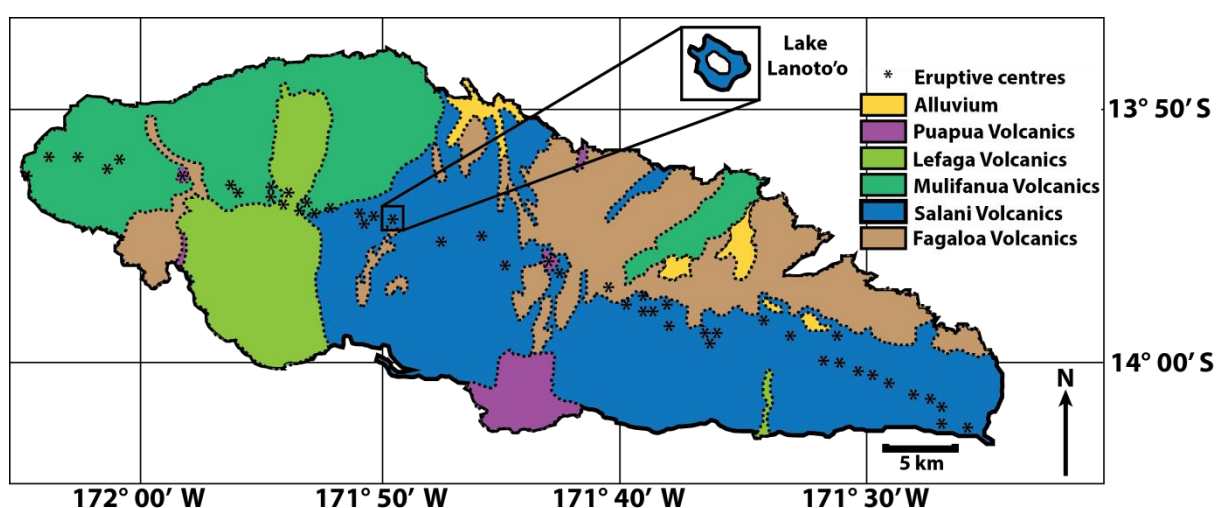 Lake
Lanoto'o
* Eruptive centres
Alluvium
Puapua Volcanics
Lefaga Volcanics
Mulifanua Volcanics
Salani Volcanics
Fagaloa Volcanics
13° 50' S
14° 00' S
N
5 km
172° 00' W
171° 50' W
171° 40' W
171° 30' W